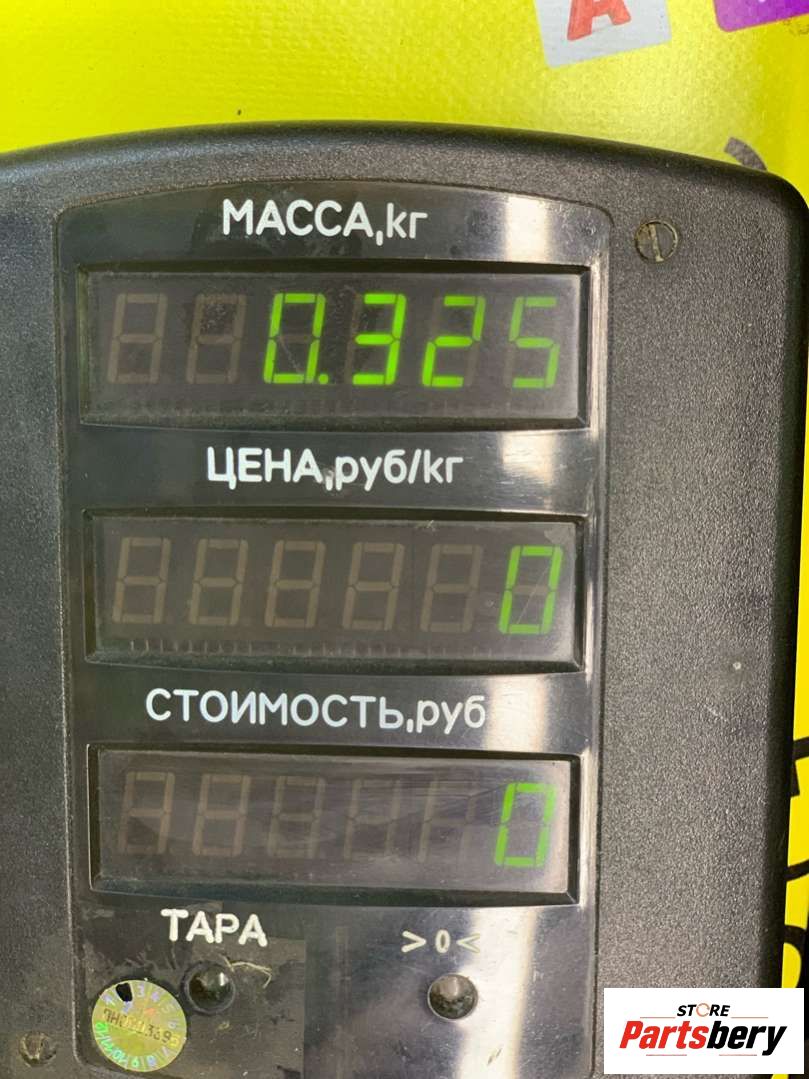 A
МАССА,кг
0.325
ЦЕНА,руб/кг
0
СТОИМОСТЬ,руб
0
ТАРА
>0<
STORE
Partsbery